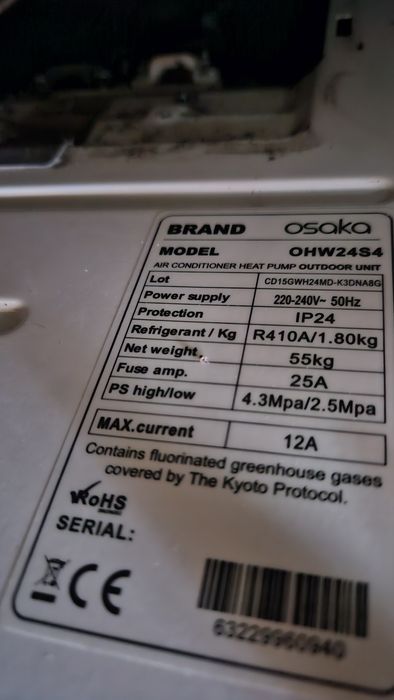 BRAND osaka
MODEL OHW24S4
AIR CONDITIONER HEAT PUMP OUTDOOR UNIT
Lot CD15GWH24MD-K3DNA8G
Power supply 220-240V~ 50Hz
Protection IP24
Refrigerant / Kg R410A/1.80kg
Net weight 55kg
Fuse amp. 25A
PS high/low 4.3Mpa/2.5Mpa
MAX.current 12A
Contains fluorinated greenhouse gases
covered by The Kyoto Protocol.
RoHS
SERIAL:
CE
63229960940